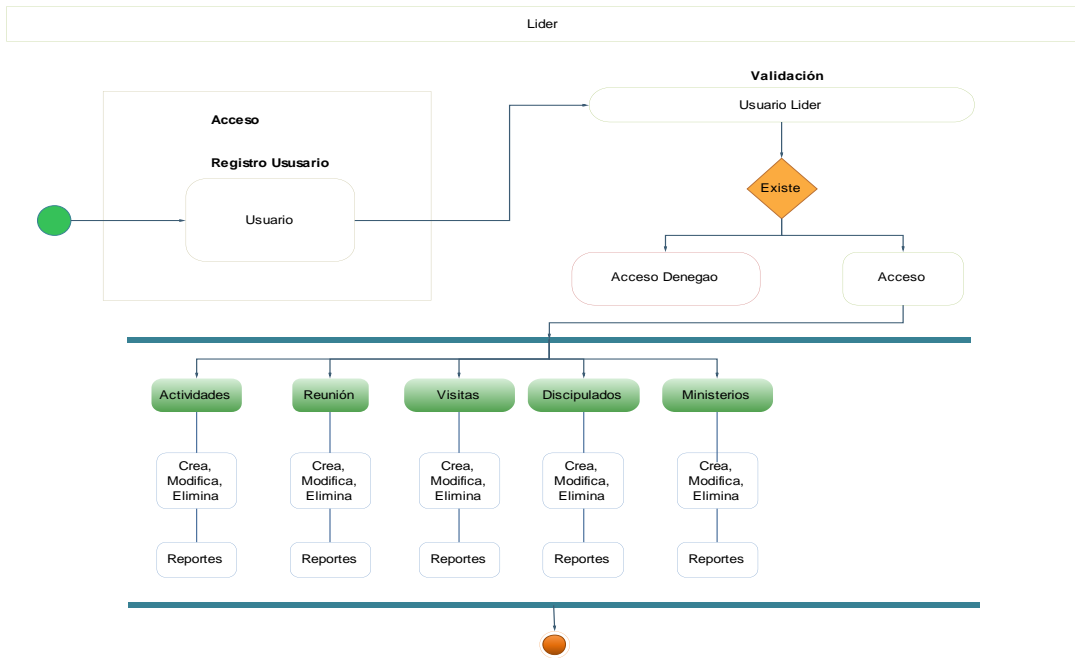 Lider
Validación
Usuario Lider
Acceso
Registro Ususario
Usuario
Existe
Acceso Denegao
Acceso
Actividades
Reunión
Visitas
Discipulados
Ministerios
Crea,
Modifica,
Elimina
Crea,
Modifica,
Elimina
Crea,
Modifica,
Elimina
Crea,
Modifica,
Elimina
Crea,
Modifica,
Elimina
Reportes
Reportes
Reportes
Reportes
Reportes